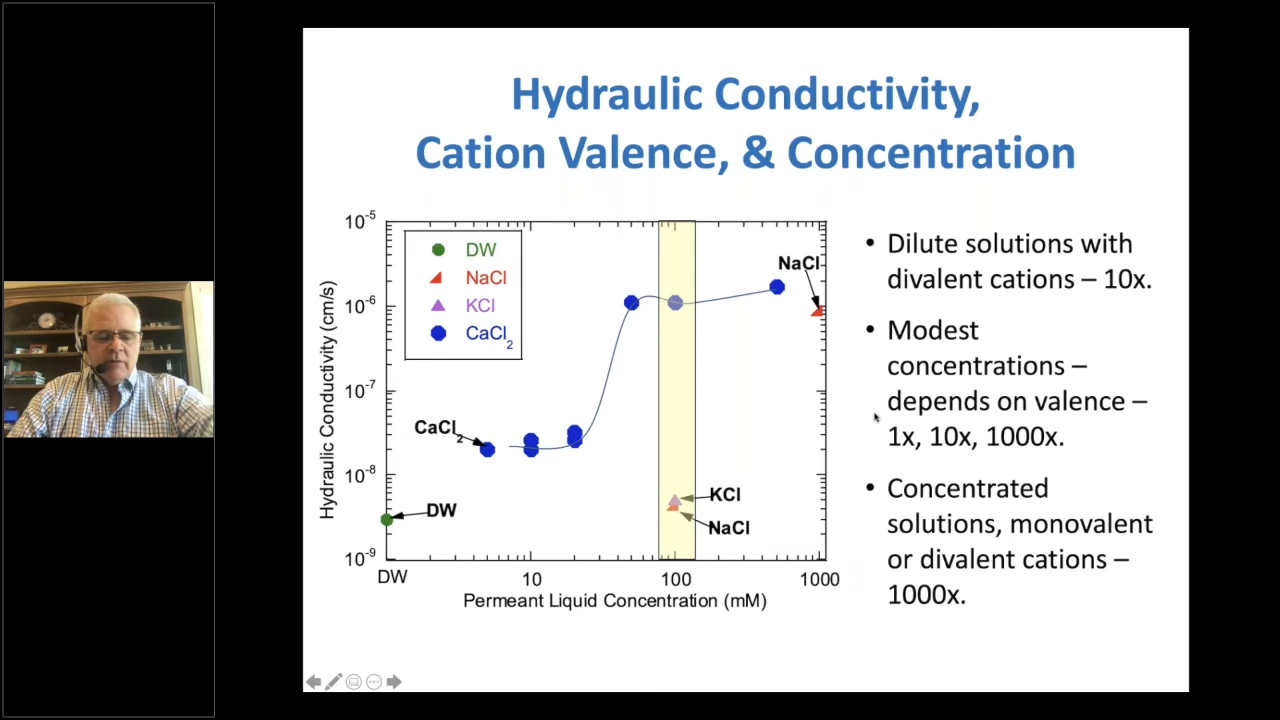 Hydraulic Conductivity,
Cation Valence, & Concentration
10-5
10-6
10-7
10-8
10-9
Hydraulic Conductivity (cm/s)
DW
NaCl
KCl
CaCl2
NaCl
CaCl2
DW
KCl
NaCl
DW 10 100 1000
Permeant Liquid Concentration (mM)
• Dilute solutions with
divalent cations – 10x.
• Modest
concentrations –
depends on valence –
1x, 10x, 1000x.
• Concentrated
solutions, monovalent
or divalent cations –
1000x.